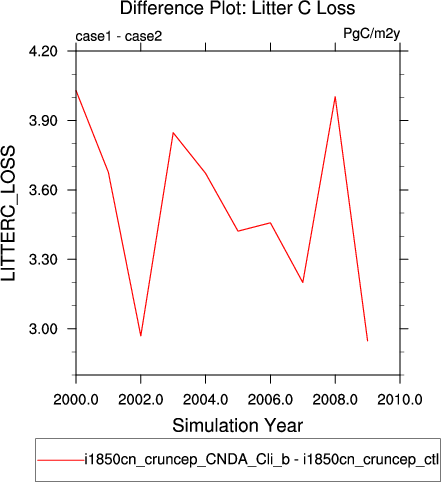 Difference Plot: Litter C Loss
case1 - case2
PgC/m2y
4.20
3.90
3.60
3.30
3.00
LITTERC_LOSS
2000.0 2002.0 2004.0 2006.0 2008.0 2010.0
Simulation Year
i1850cn_cruncep_CNDA_Cli_b - i1850cn_cruncep_ctl